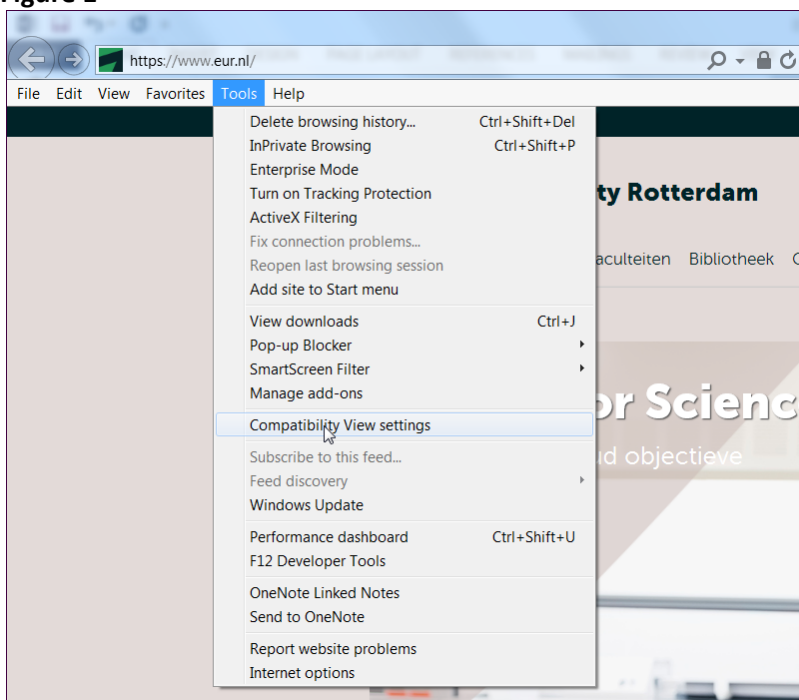 https://www.eur.nl/
File Edit View Favorites Tools Help
Delete browsing history... Ctrl+Shift+Del
InPrivate Browsing Ctrl+Shift+P
Enterprise Mode
Turn on Tracking Protection
ty Rotterdam
ActiveX Filtering
Fix connection problems...
Reopen last browsing session
aculteiten Bibliotheek
Add site to Start menu
View downloads Ctrl+J
Pop-up Blocker
SmartScreen Filter
Manage add-ons
or Scienc
Compatibility View settings
Subscribe to this feed...
ud objectieve
Feed discovery
Windows Update
Performance dashboard Ctrl+Shift+U
F12 Developer Tools
OneNote Linked Notes
Send to OneNote
Report website problems
Internet options